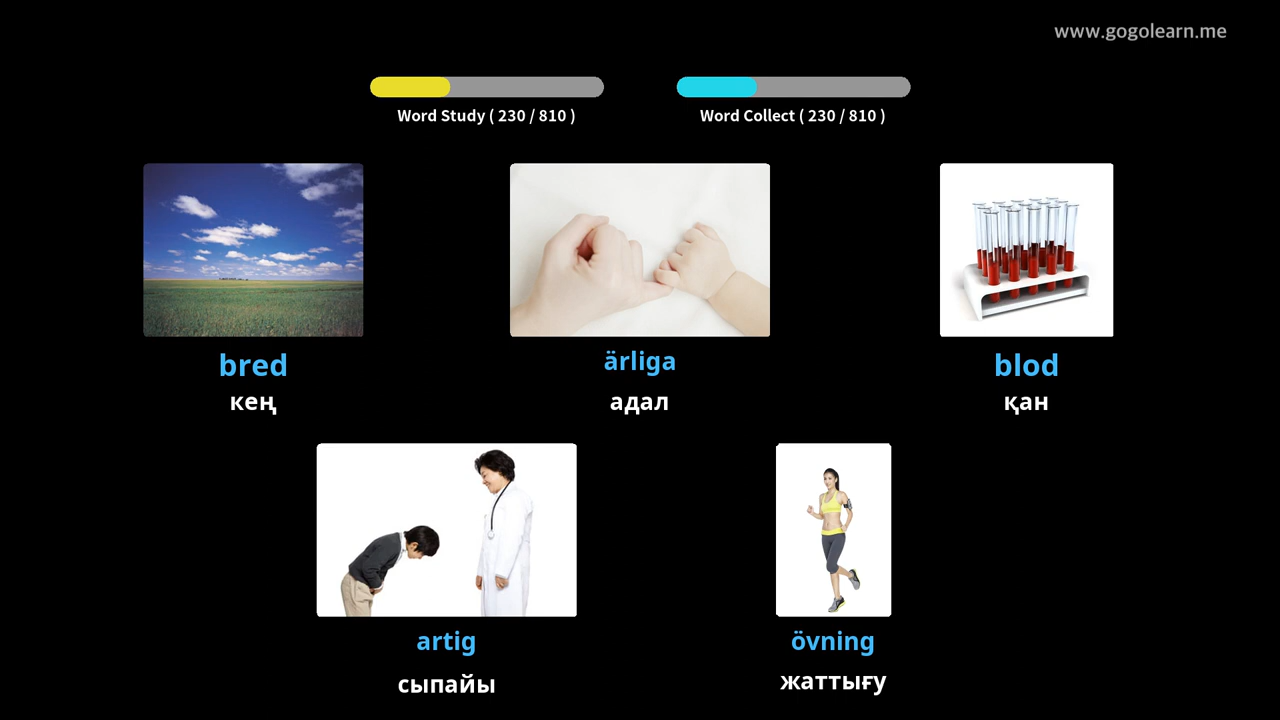 www.gogolearn.me
Word Study ( 230 / 810 )
Word Collect ( 230 / 810 )
bred
кең
ärliga
адал
blod
қан
artig
сыпайы
övning
жаттығу